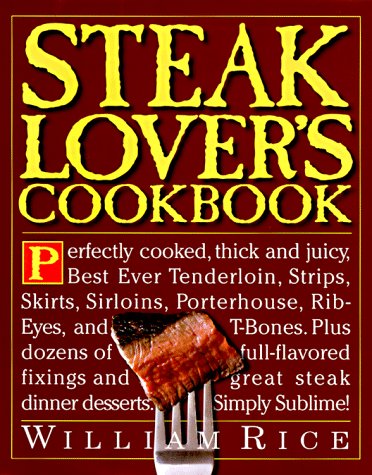 STEAK
LOVER'S
COOKBOOK
Perfectly cooked, thick and juicy,
Best Ever Tenderloin, Strips,
Skirts, Sirloins, Porterhouse, Rib-
Eyes, and T-Bones. Plus
dozens of full-flavored
fixings and great steak
dinner desserts. Simply Sublime!
WILLIAM RICE